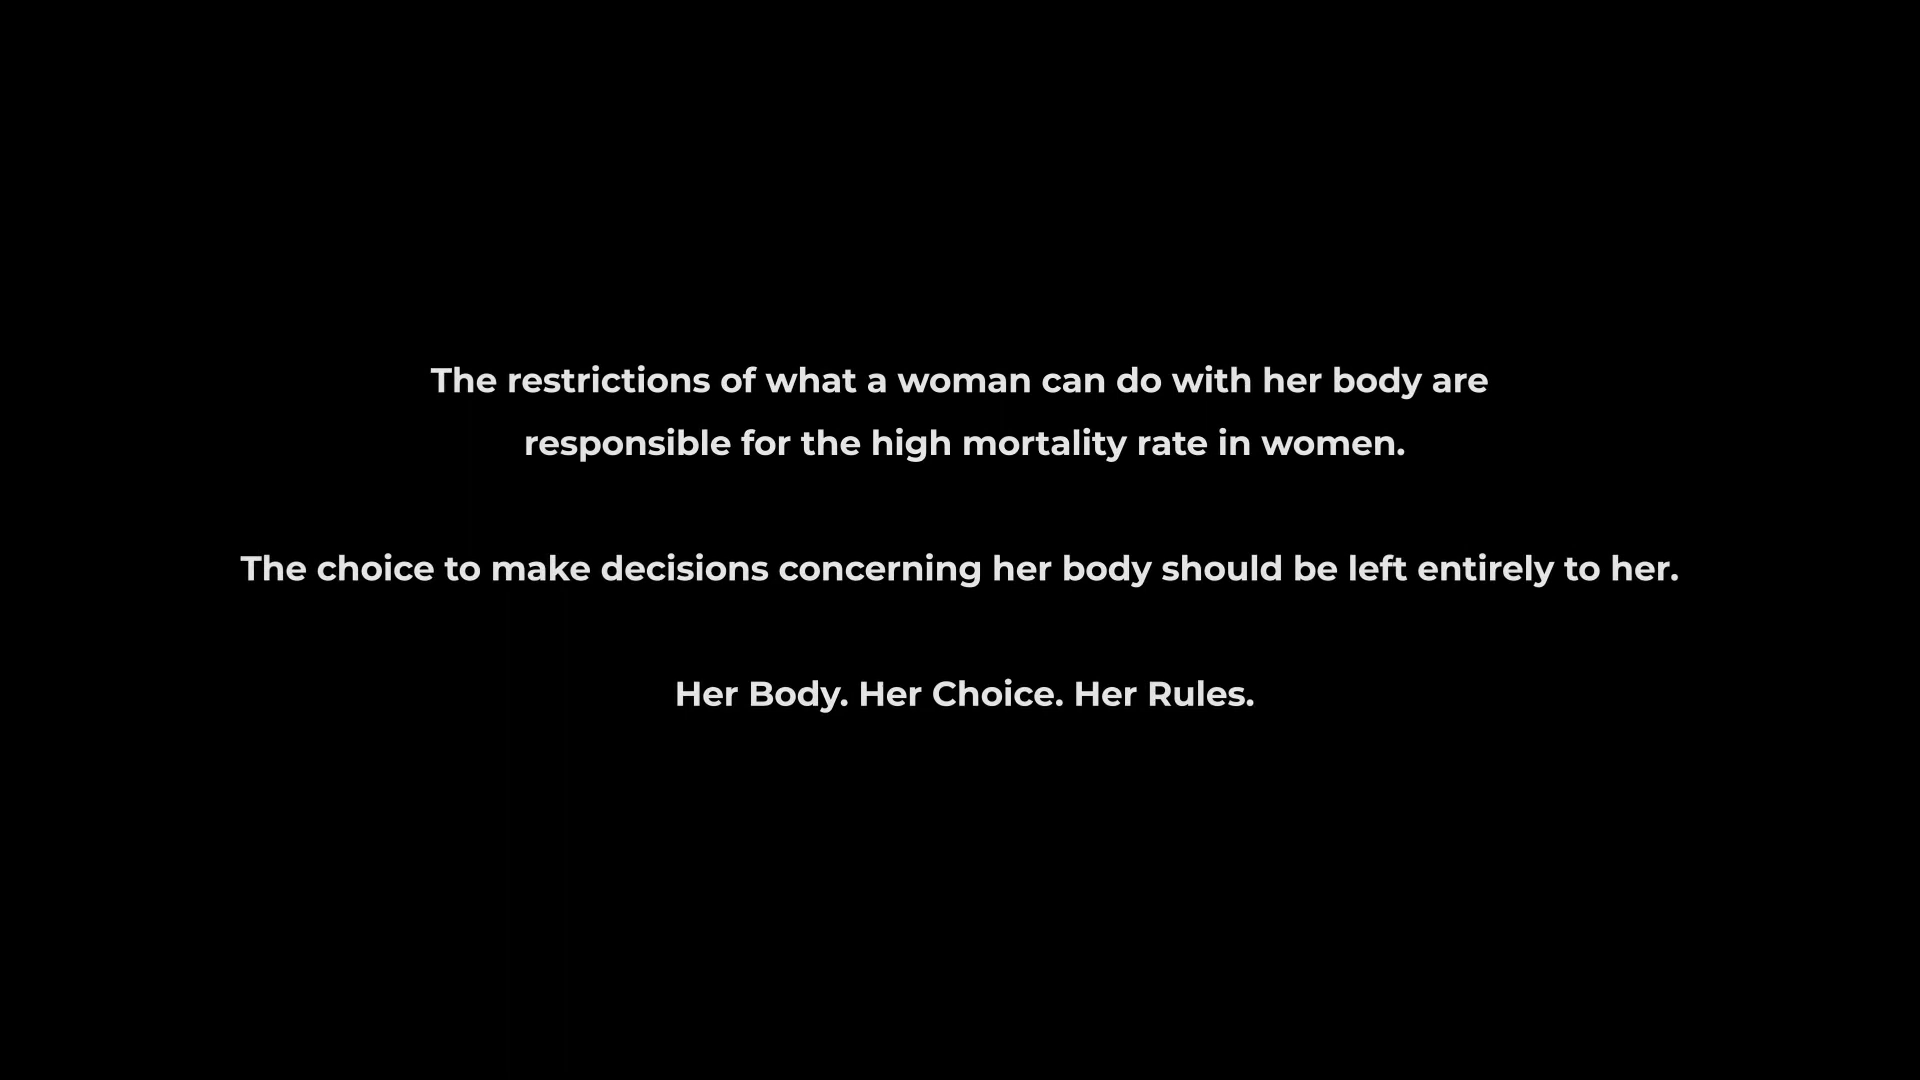 The restrictions of what a woman can do with her body are
responsible for the high mortality rate in women.
The choice to make decisions concerning her body should be left entirely to her.
Her Body. Her Choice. Her Rules.